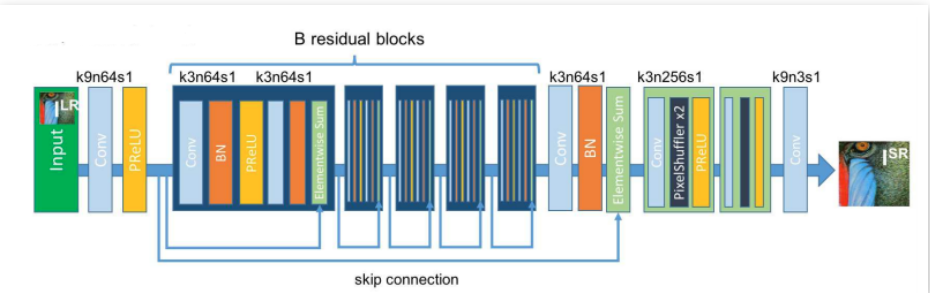 B residual blocks
k9n64s1
k3n64s1
k3n64s1
k3n64s1
k3n256s1
k9n3s1
I LR
Input
Conv
PReLU
Conv
BN
PReLU
Elementwise Sum
Conv
BN
Elementwise Sum
Conv
PixelShuffler x2
PReLU
Conv
I SR
skip connection